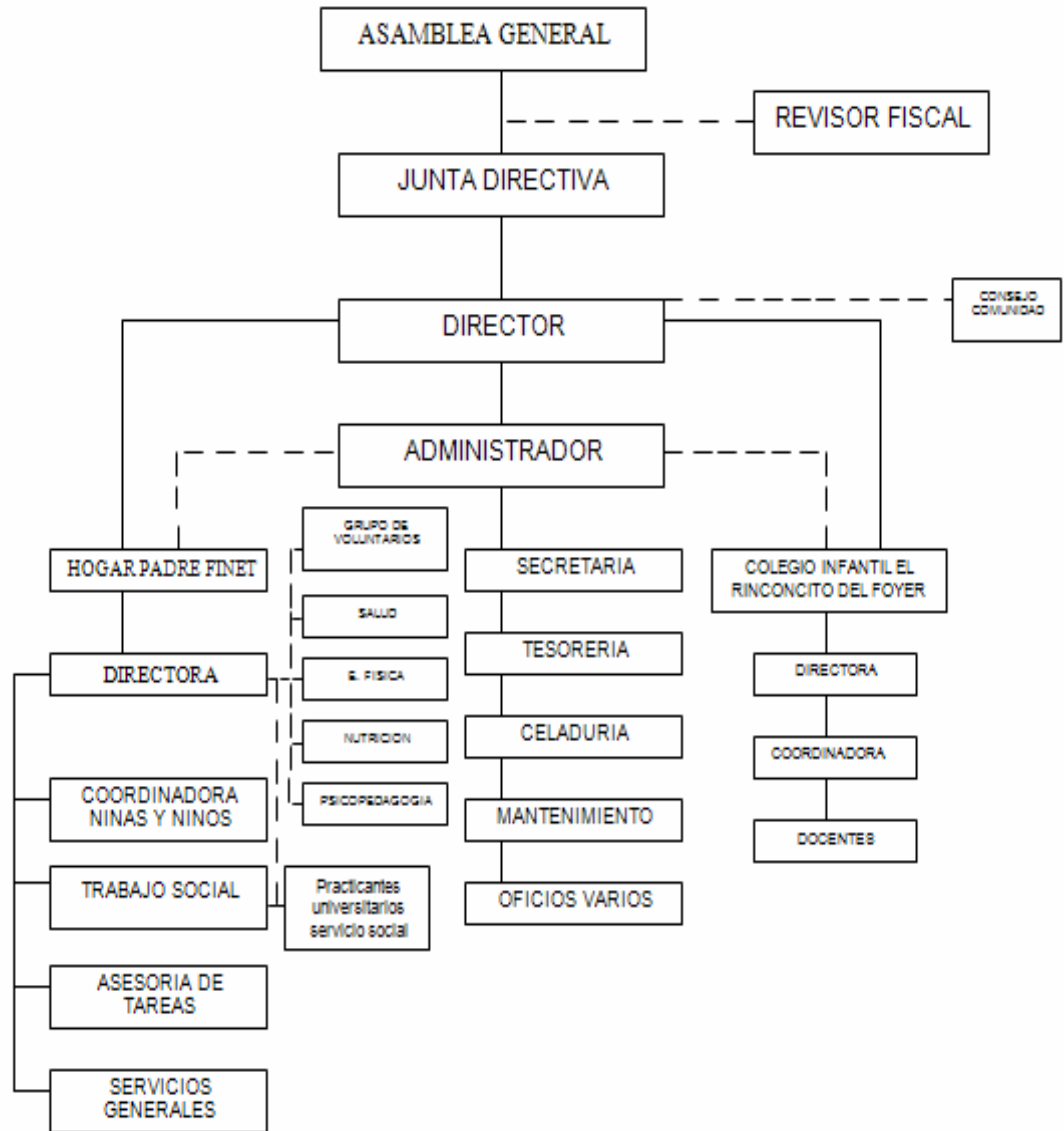 ASAMBLEA GENERAL
REVISOR FISCAL
JUNTA DIRECTIVA
CONSEJO
COMUNIDAD
DIRECTOR
ADMINISTRADOR
GRUPO DE
VOLUNTARIOS
HOGAR PADRE FINET
SECRETARIA
COLEGIO INFANTIL EL
RINCONCITO DEL FOYER
SALUD
TESORERIA
DIRECTORA
E. FISICA
DIRECTORA
NUTRICION
CELADURIA
COORDINADORA
COORDINADORA
NINAS Y NINOS
PSICOPEDAGOGIA
MANTENIMIENTO
DOCENTES
TRABAJO SOCIAL
Practicantes
universitarios
servicio social
OFICIOS VARIOS
ASESORIA DE
TAREAS
SERVICIOS
GENERALES